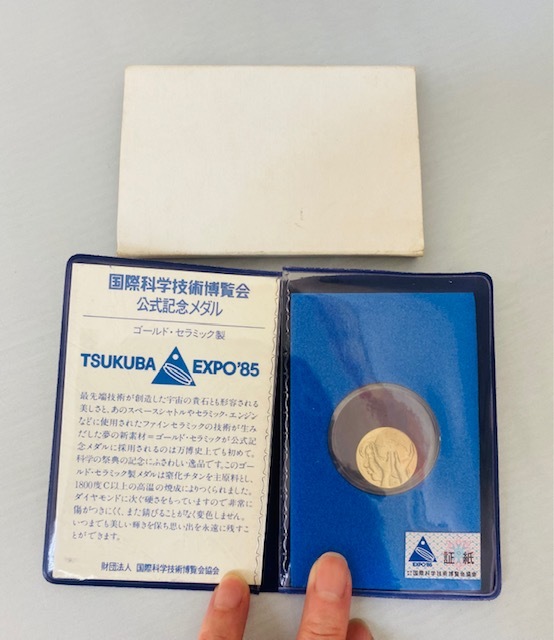 国際科学技術博覧会
公式記念メダル
ゴールド・セラミック製
TSUKUBA EXPO'85
最先端技術が創造した宇宙の貴石とも形容される
美しさと、あのスペースシャトルやセラミック・エンジン
などに使用されたファインセラミックの技術が生み
だした夢の新素材=ゴールド・セラミックが公式記
念メダルに採用されるのは万博史上でも初めて。
科学の祭典の記念にふさわしい逸品です。このゴー
ルド・セラミック製メダルは窒化チタンを主原料とし、
1800度C以上の高温の焼成によりつくられました。
ダイヤモンドに次ぐ硬さをもっていますので非常に
傷がつきにくく、また錆びることがなく変色しません。
いつまでも美しい輝きを保ち思い出を永遠に残すこと
ができます。
財団法人 国際科学技術博覧会協会
EXPO'85
証紙
国際科学技術博覧会協会